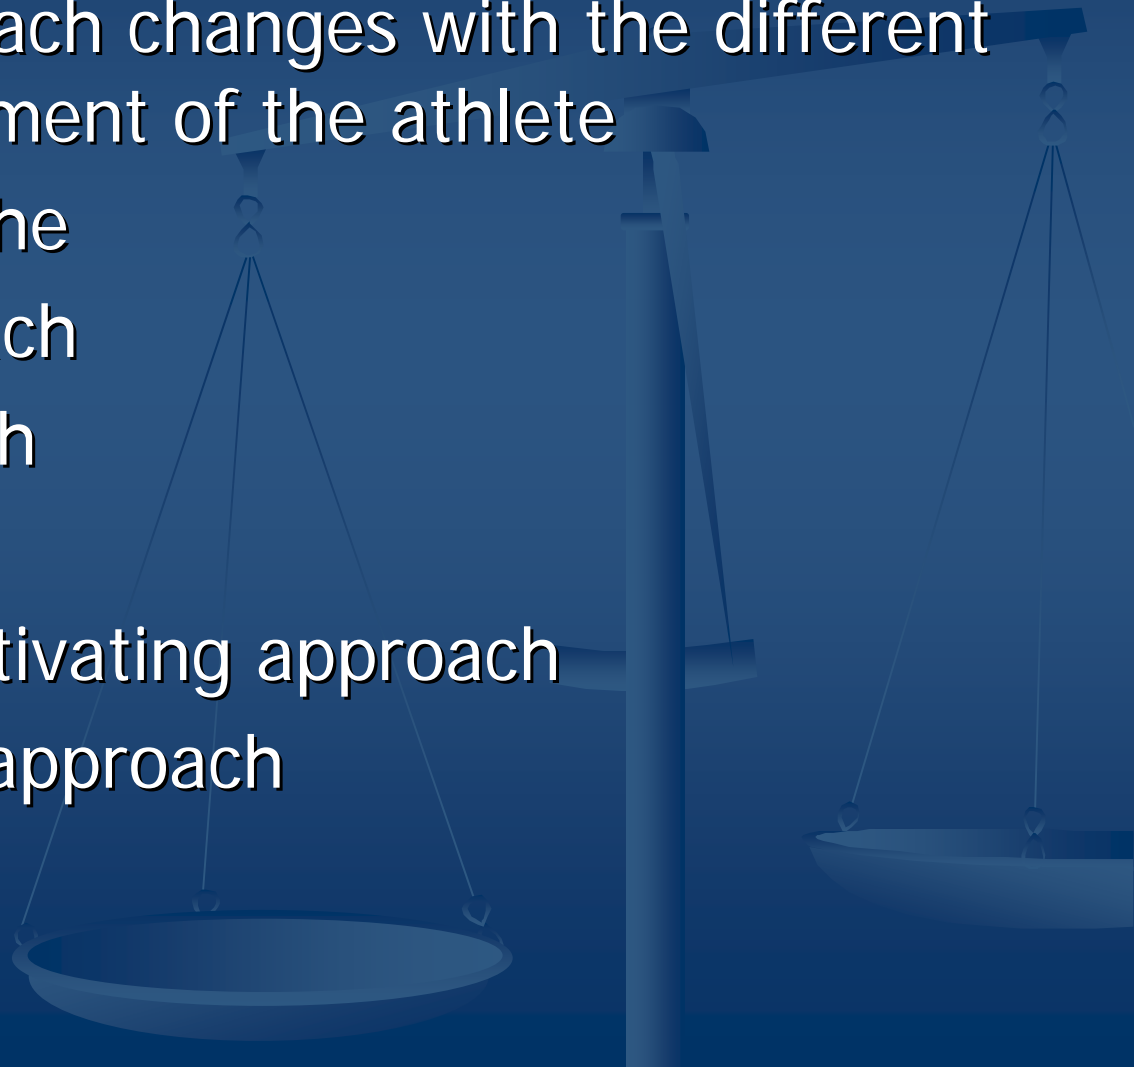 ach changes with the different
ment of the athlete
he
ch
h
tivating approach
approach